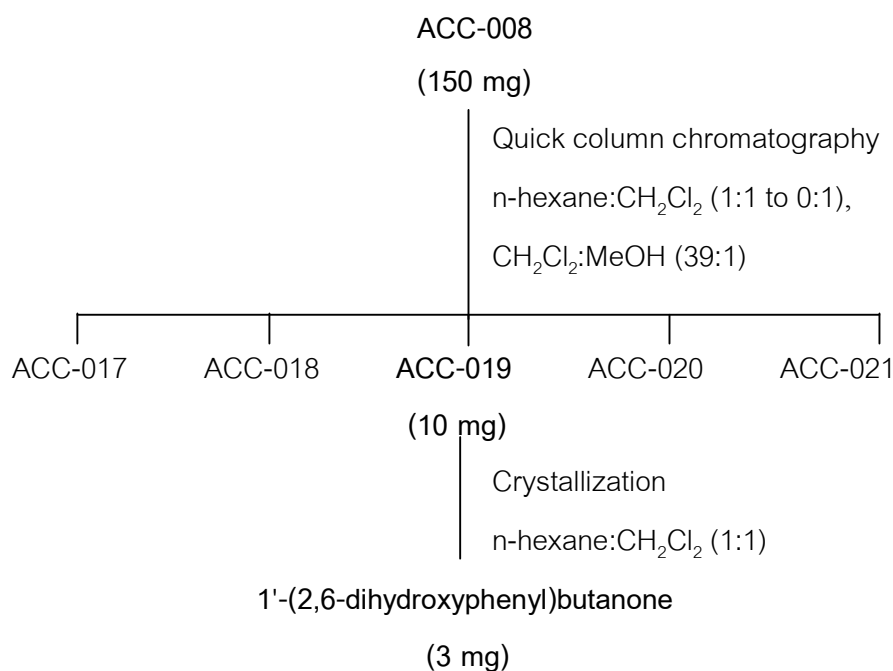 ACC-008
(150 mg)
Quick column chromatography
n-hexane:CH₂Cl₂ (1:1 to 0:1),
CH₂Cl₂:MeOH (39:1)
ACC-017 ACC-018 ACC-019 ACC-020 ACC-021
(10 mg)
Crystallization
n-hexane:CH₂Cl₂ (1:1)
1'-(2,6-dihydroxyphenyl)butanone
(3 mg)